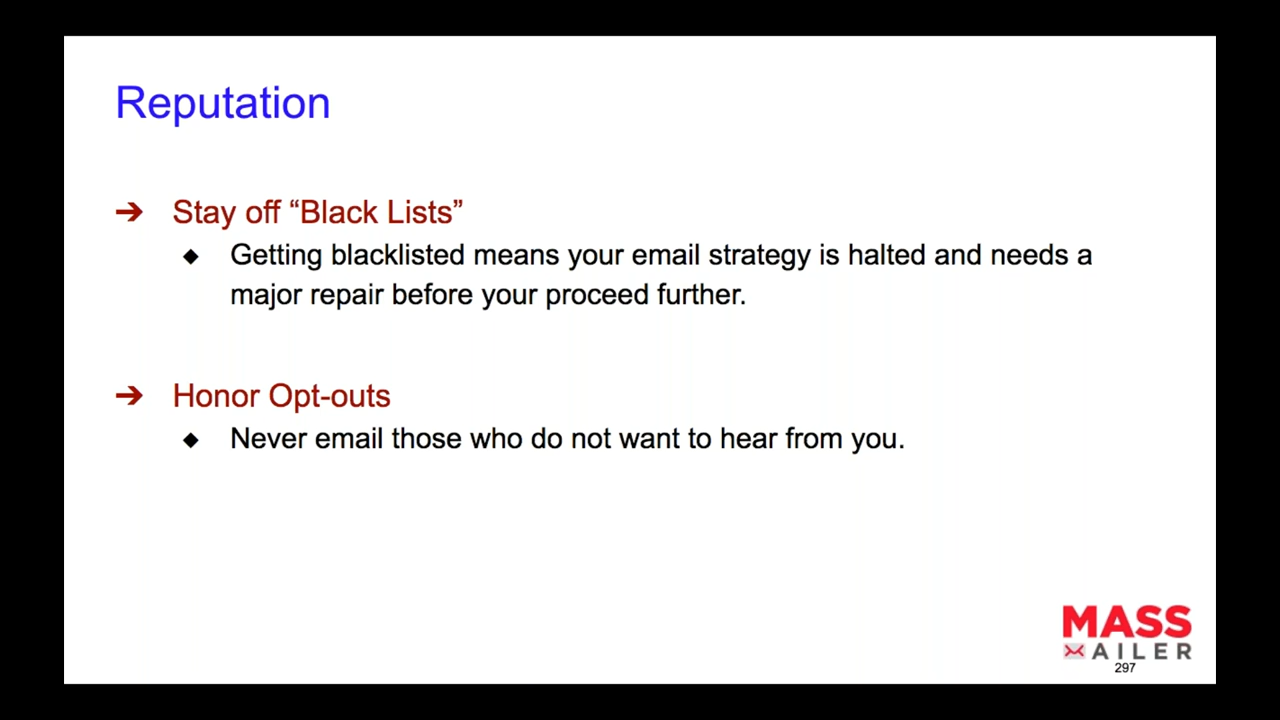 Reputation
➔ Stay off “Black Lists”
◆ Getting blacklisted means your email strategy is halted and needs a
major repair before your proceed further.
➔ Honor Opt-outs
◆ Never email those who do not want to hear from you.
MASS
AILER
297